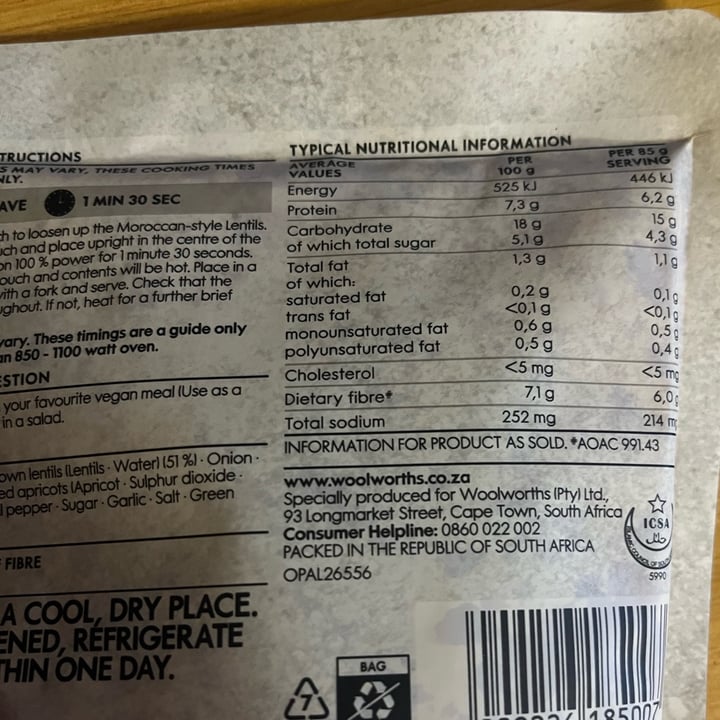 TRUCTIONS
S MAY VARY, THESE COOKING TIMES
NLY.
AVE 1 MIN 30 SEC
ch to loosen up the Moroccan-style Lentils.
uch and place upright in the centre of the
on 100 % power for 1 minute 30 seconds.
ouch and contents will be hot. Place in a
with a fork and serve. Check that the
ughout. If not, heat for a further brief
vary. These timings are a guide only
an 850 - 1100 watt oven.
ESTION
your favourite vegan meal (Use as a
in a salad.
own lentils (Lentils · Water) (51 %) · Onion ·
ed apricots (Apricot · Sulphur dioxide ·
l pepper · Sugar · Garlic · Salt · Green
FIBRE
A COOL, DRY PLACE.
ENED, REFRIGERATE
THIN ONE DAY.
TYPICAL NUTRITIONAL INFORMATION
AVERAGE VALUES PER 100 g PER 85 g SERVING
Energy 525 kJ 446 kJ
Protein 7,3 g 6,2 g
Carbohydrate 18 g 15 g
of which total sugar 5,1 g 4,3 g
Total fat 1,3 g 1,1 g
of which:
saturated fat 0,2 g 0,1 g
trans fat <0,1 g <0,1 g
monounsaturated fat 0,6 g 0,5 g
polyunsaturated fat 0,5 g 0,4 g
Cholesterol <5 mg <5 mg
Dietary fibre* 7,1 g 6,0 g
Total sodium 252 mg 214 m
INFORMATION FOR PRODUCT AS SOLD. *AOAC 991.43
www.woolworths.co.za
Specially produced for Woolworths (Pty) Ltd.,
93 Longmarket Street, Cape Town, South Africa
Consumer Helpline: 0860 022 002
PACKED IN THE REPUBLIC OF SOUTH AFRICA
OPAL26556
ICSA
5990
BAG
7
185007